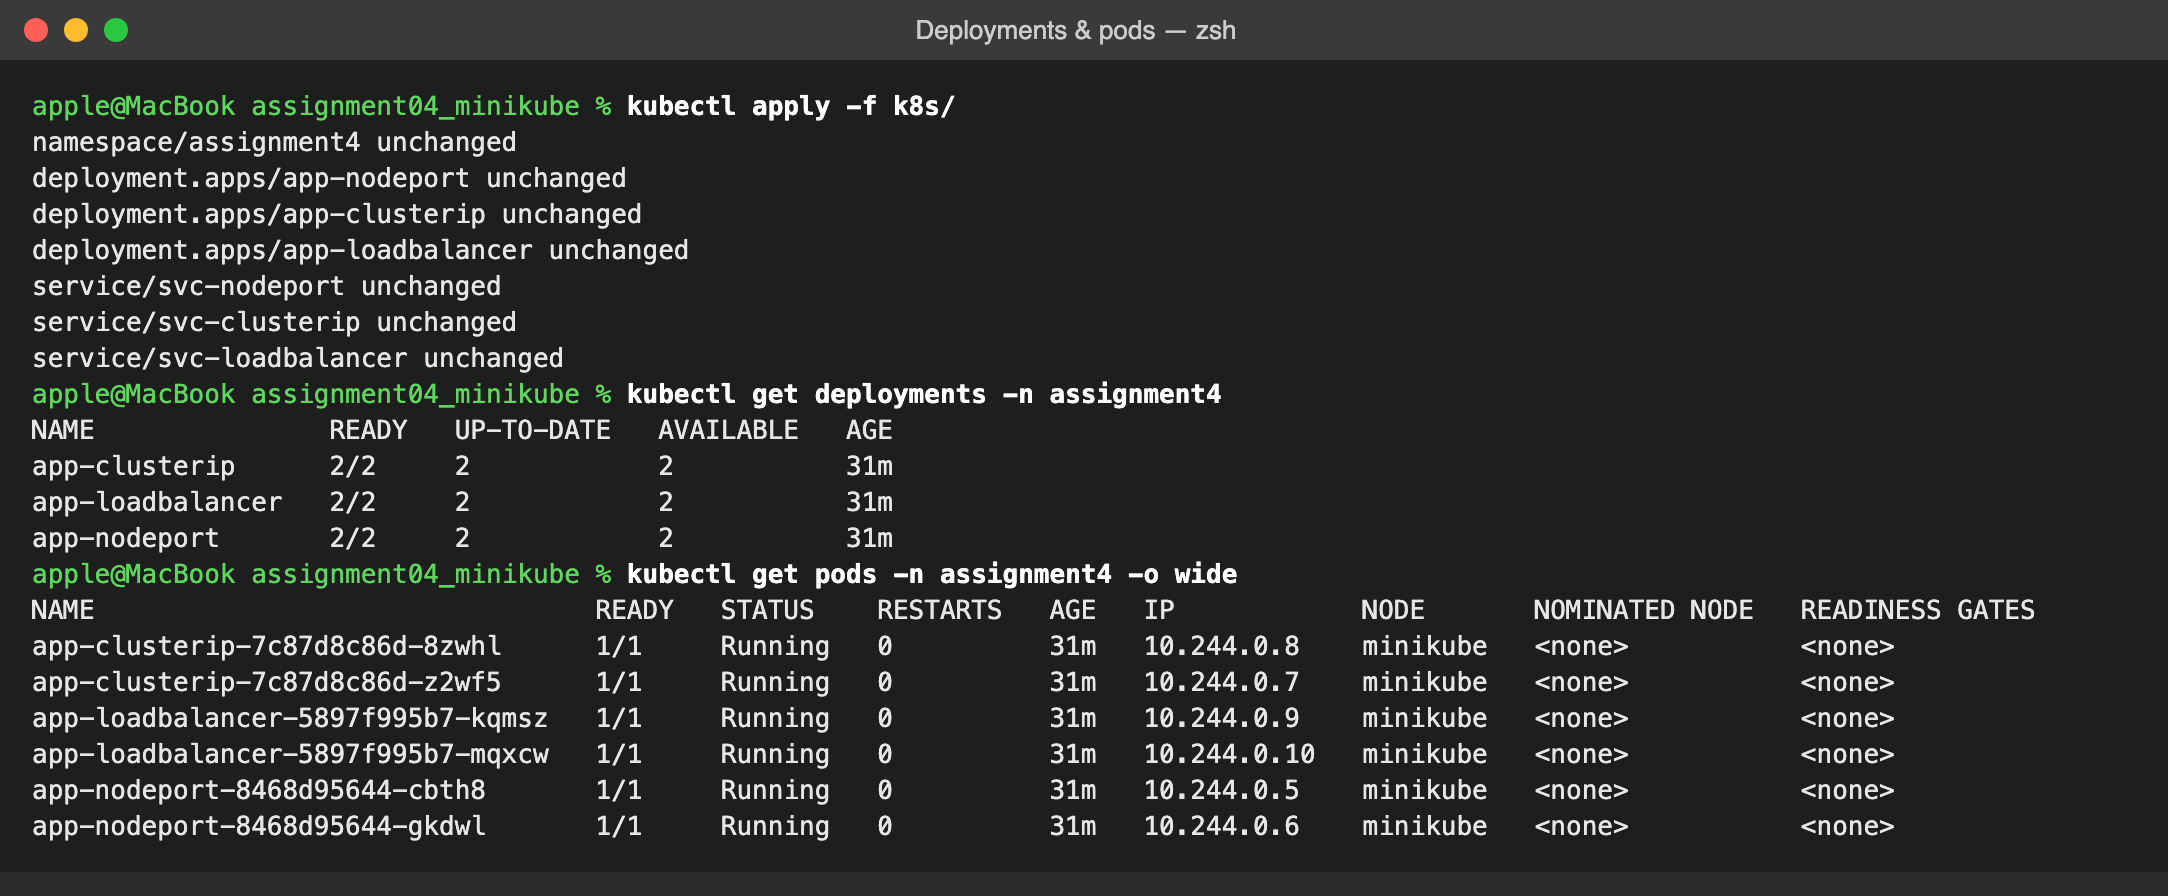 Deployments & pods — zsh
apple@MacBook assignment04_minikube % kubectl apply -f k8s/
namespace/assignment4 unchanged
deployment.apps/app-nodeport unchanged
deployment.apps/app-clusterip unchanged
deployment.apps/app-loadbalancer unchanged
service/svc-nodeport unchanged
service/svc-clusterip unchanged
service/svc-loadbalancer unchanged
apple@MacBook assignment04_minikube % kubectl get deployments -n assignment4
NAME               READY   UP-TO-DATE   AVAILABLE   AGE
app-clusterip      2/2     2            2           31m
app-loadbalancer   2/2     2            2           31m
app-nodeport       2/2     2            2           31m
apple@MacBook assignment04_minikube % kubectl get pods -n assignment4 -o wide
NAME                                READY   STATUS    RESTARTS   AGE   IP            NODE       NOMINATED NODE   READINESS GATES
app-clusterip-7c87d8c86d-8zwhl      1/1     Running   0          31m   10.244.0.8    minikube   <none>           <none>
app-clusterip-7c87d8c86d-z2wf5      1/1     Running   0          31m   10.244.0.7    minikube   <none>           <none>
app-loadbalancer-5897f995b7-kqmsz   1/1     Running   0          31m   10.244.0.9    minikube   <none>           <none>
app-loadbalancer-5897f995b7-mqxcw   1/1     Running   0          31m   10.244.0.10   minikube   <none>           <none>
app-nodeport-8468d95644-cbth8       1/1     Running   0          31m   10.244.0.5    minikube   <none>           <none>
app-nodeport-8468d95644-gkdwl       1/1     Running   0          31m   10.244.0.6    minikube   <none>           <none>